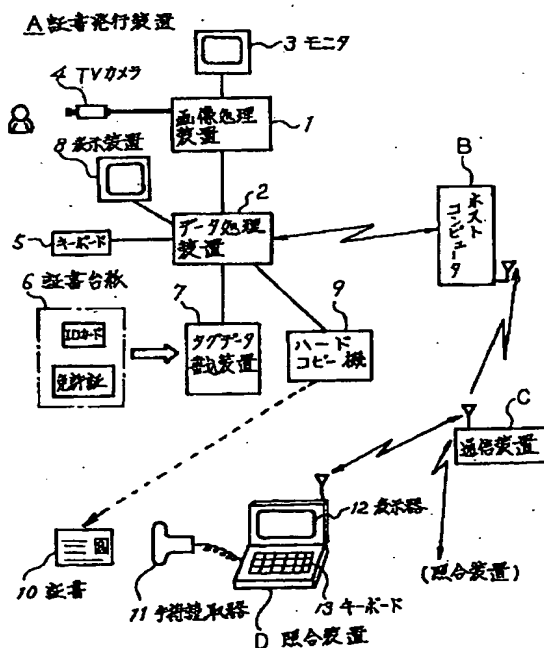 A 証書発行装置
3 モニタ
4 TVカメラ
画像処理
装置
1
8 表示装置
2
データ処理
装置
5 キーボード
B
ホスト
コンピュータ
6 証書台紙
IDカード
免許証
7
タグデータ
書込装置
9
ハード
コピー機
C
通信装置
(照合装置)
10 証書
11 手持読取器
12 表示器
13 キーボード
D 照合装置